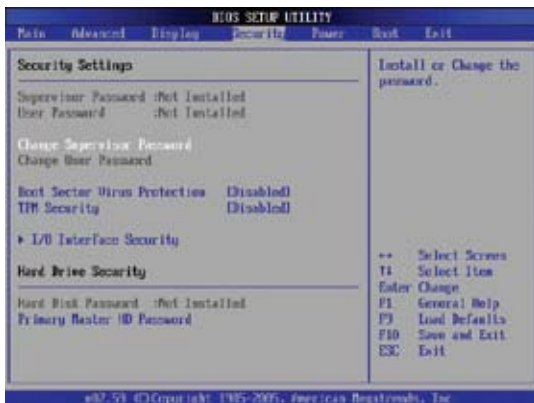 BIOS SETUP UTILITY
Main Advanced Display Security Power Boot Exit
Security Settings
Supervisor Password :Not Installed
User Password :Not Installed
Change Supervisor Password
Change User Password
Boot Sector Virus Protection [Disabled]
TPM Security [Disabled]
I/O Interface Security
Hard Drive Security
Hard Disk Password :Not Installed
Primary Master HD Password
Install or Change the
password.
↔ Select Screen
↑↓ Select Item
Enter Change
F1 General Help
F9 Load Defaults
F10 Save and Exit
ESC Exit
v02.59 (C)Copyright 1985-2005, American Megatrends, Inc